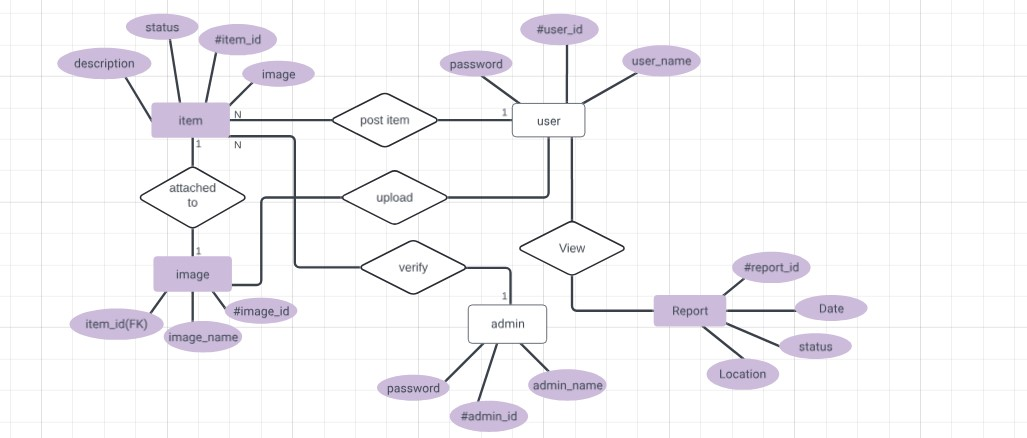 status
#item_id
description
image
#user_id
password
user_name
item
N
post item
1
user
N
1
attached
to
upload
View
1
image
verify
#report_id
1
item_id(FK)
#image_id
image_name
admin
Report
Date
status
Location
password
admin_name
#admin_id